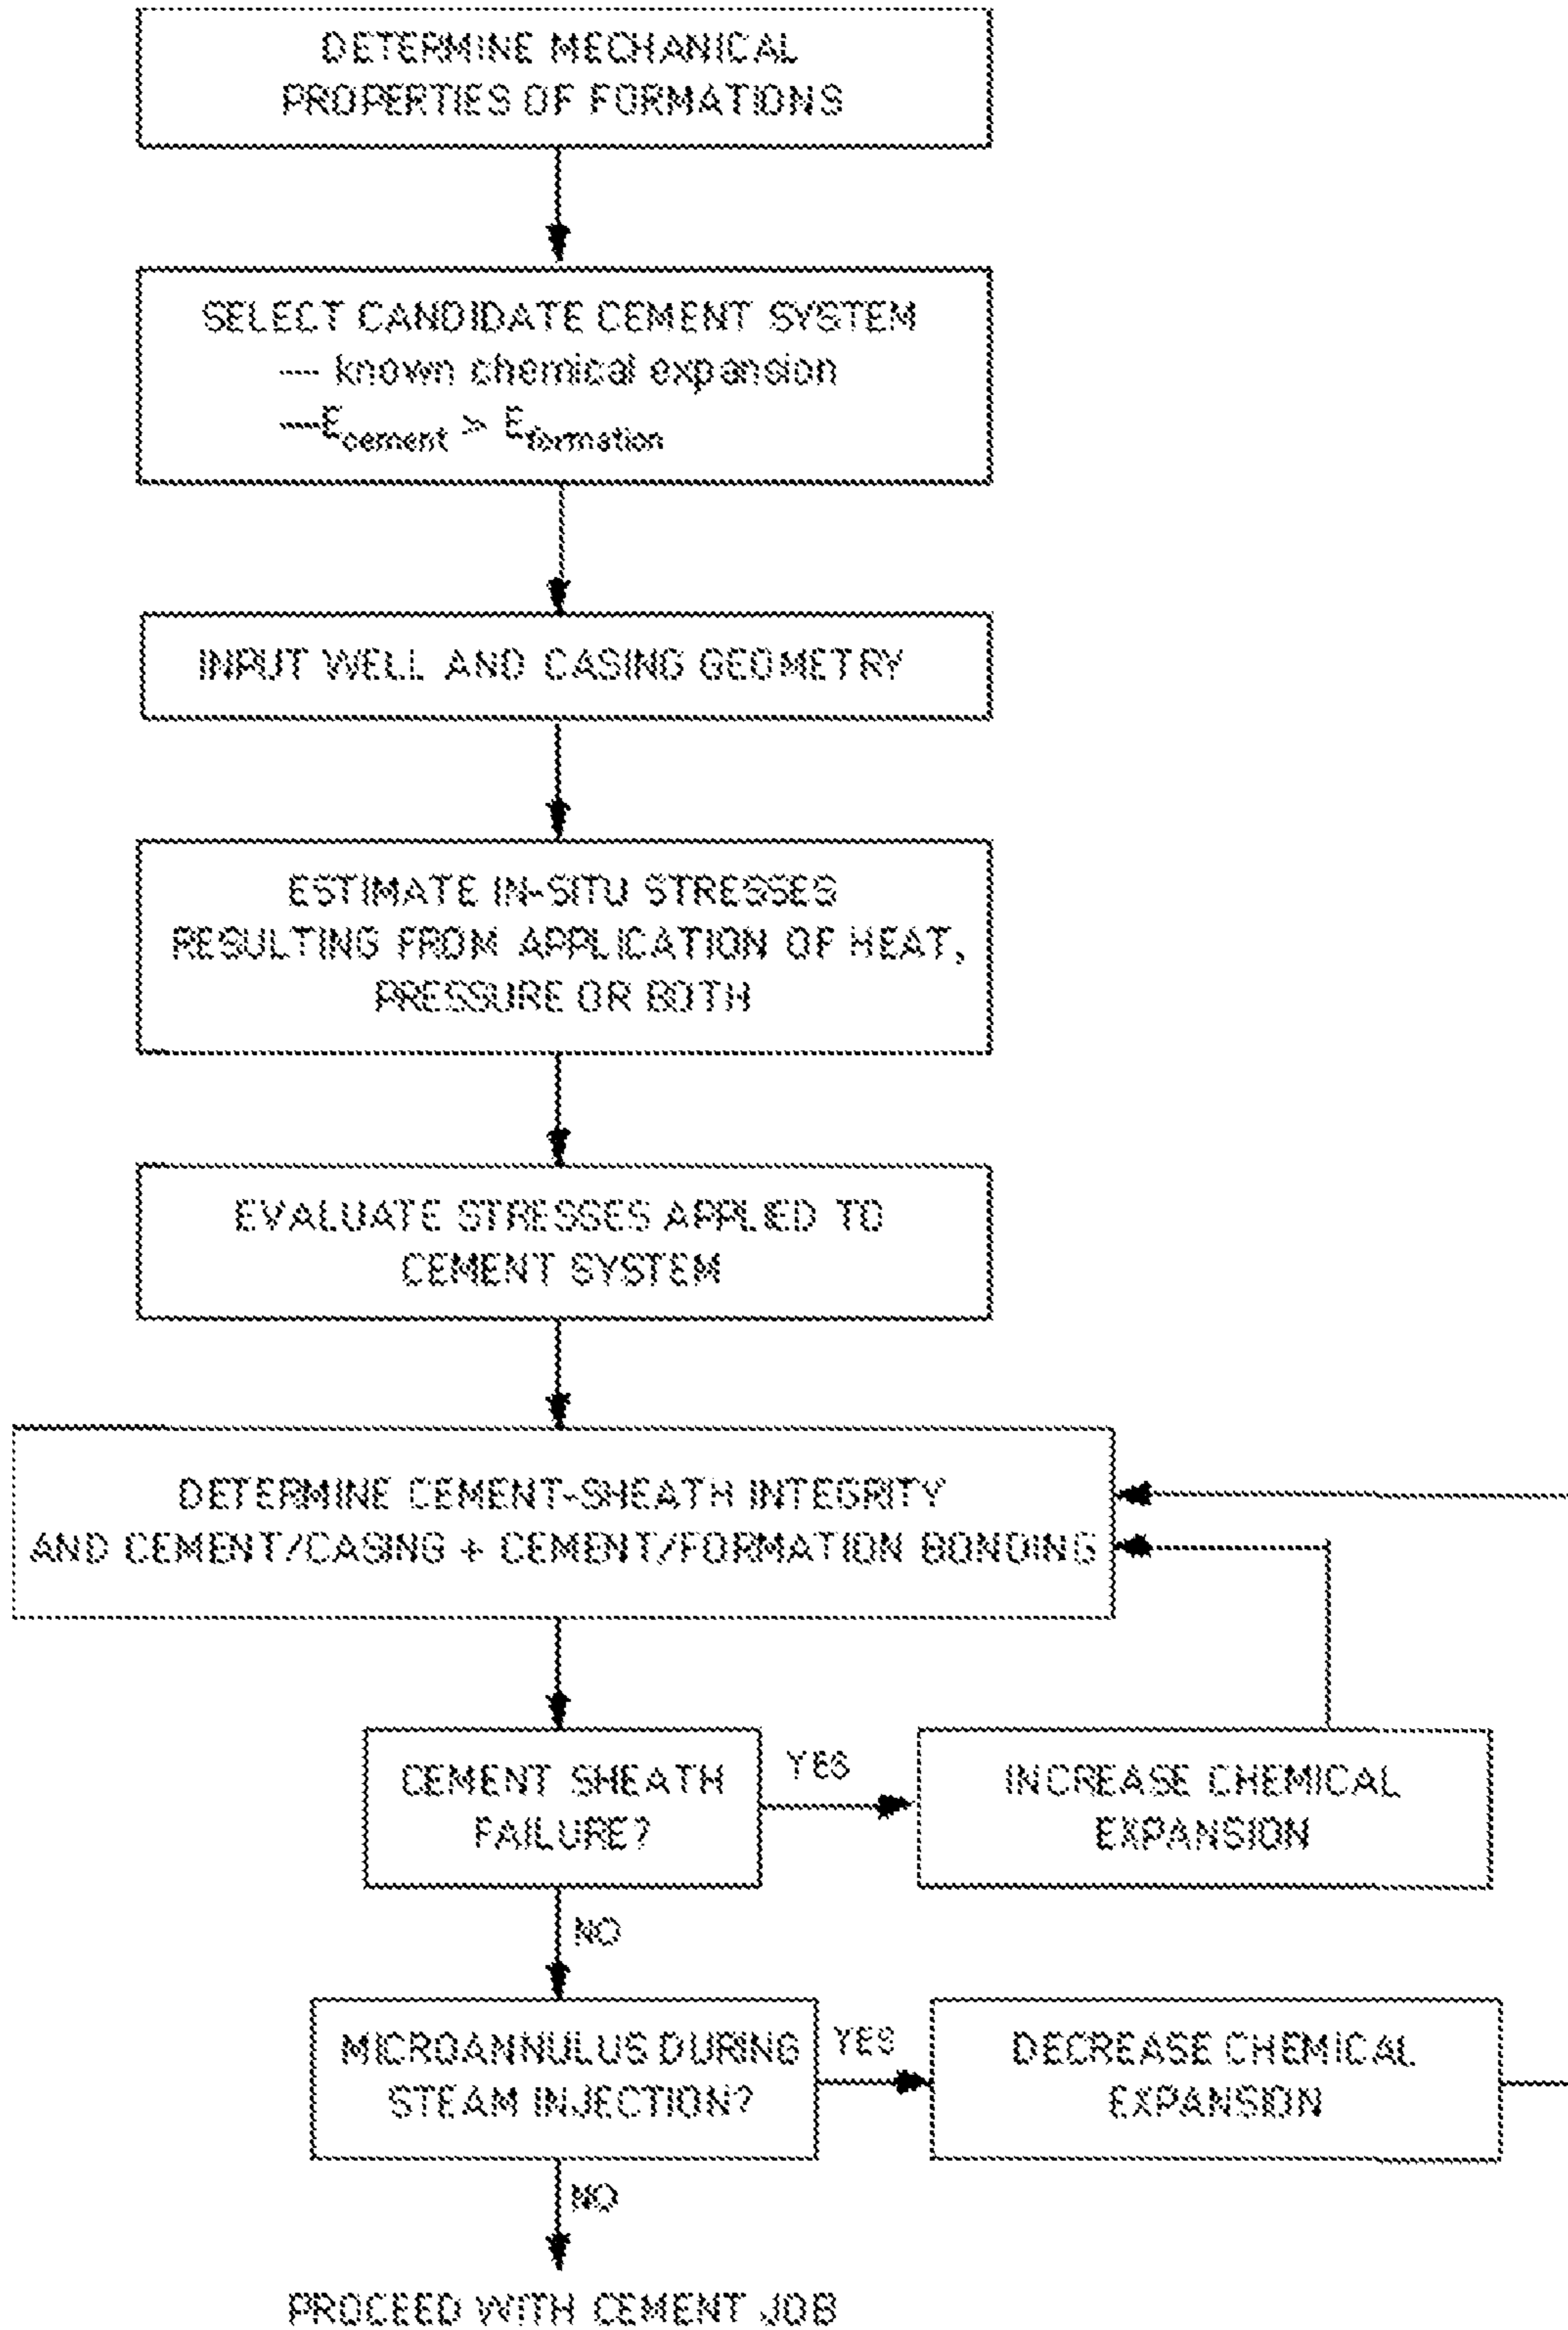 DETERMINE MECHANICAL
PROPERTIES OF FORMATIONS
SELECT CANDIDATE CEMENT SYSTEM
— known chemical expansion
— Ecement > Eformation
INPUT WELL AND CASING GEOMETRY
ESTIMATE IN-SITU STRESSES
RESULTING FROM APPLICATION OF HEAT,
PRESSURE OR BOTH
EVALUATE STRESSES APPLIED TO
CEMENT SYSTEM
DETERMINE CEMENT-SHEATH INTEGRITY
AND CEMENT/CASING + CEMENT/FORMATION BONDING
CEMENT SHEATH
FAILURE?
YES
INCREASE CHEMICAL
EXPANSION
NO
MICROANNULUS DURING
STEAM INJECTION?
YES
DECREASE CHEMICAL
EXPANSION
NO
PROCEED WITH CEMENT JOB